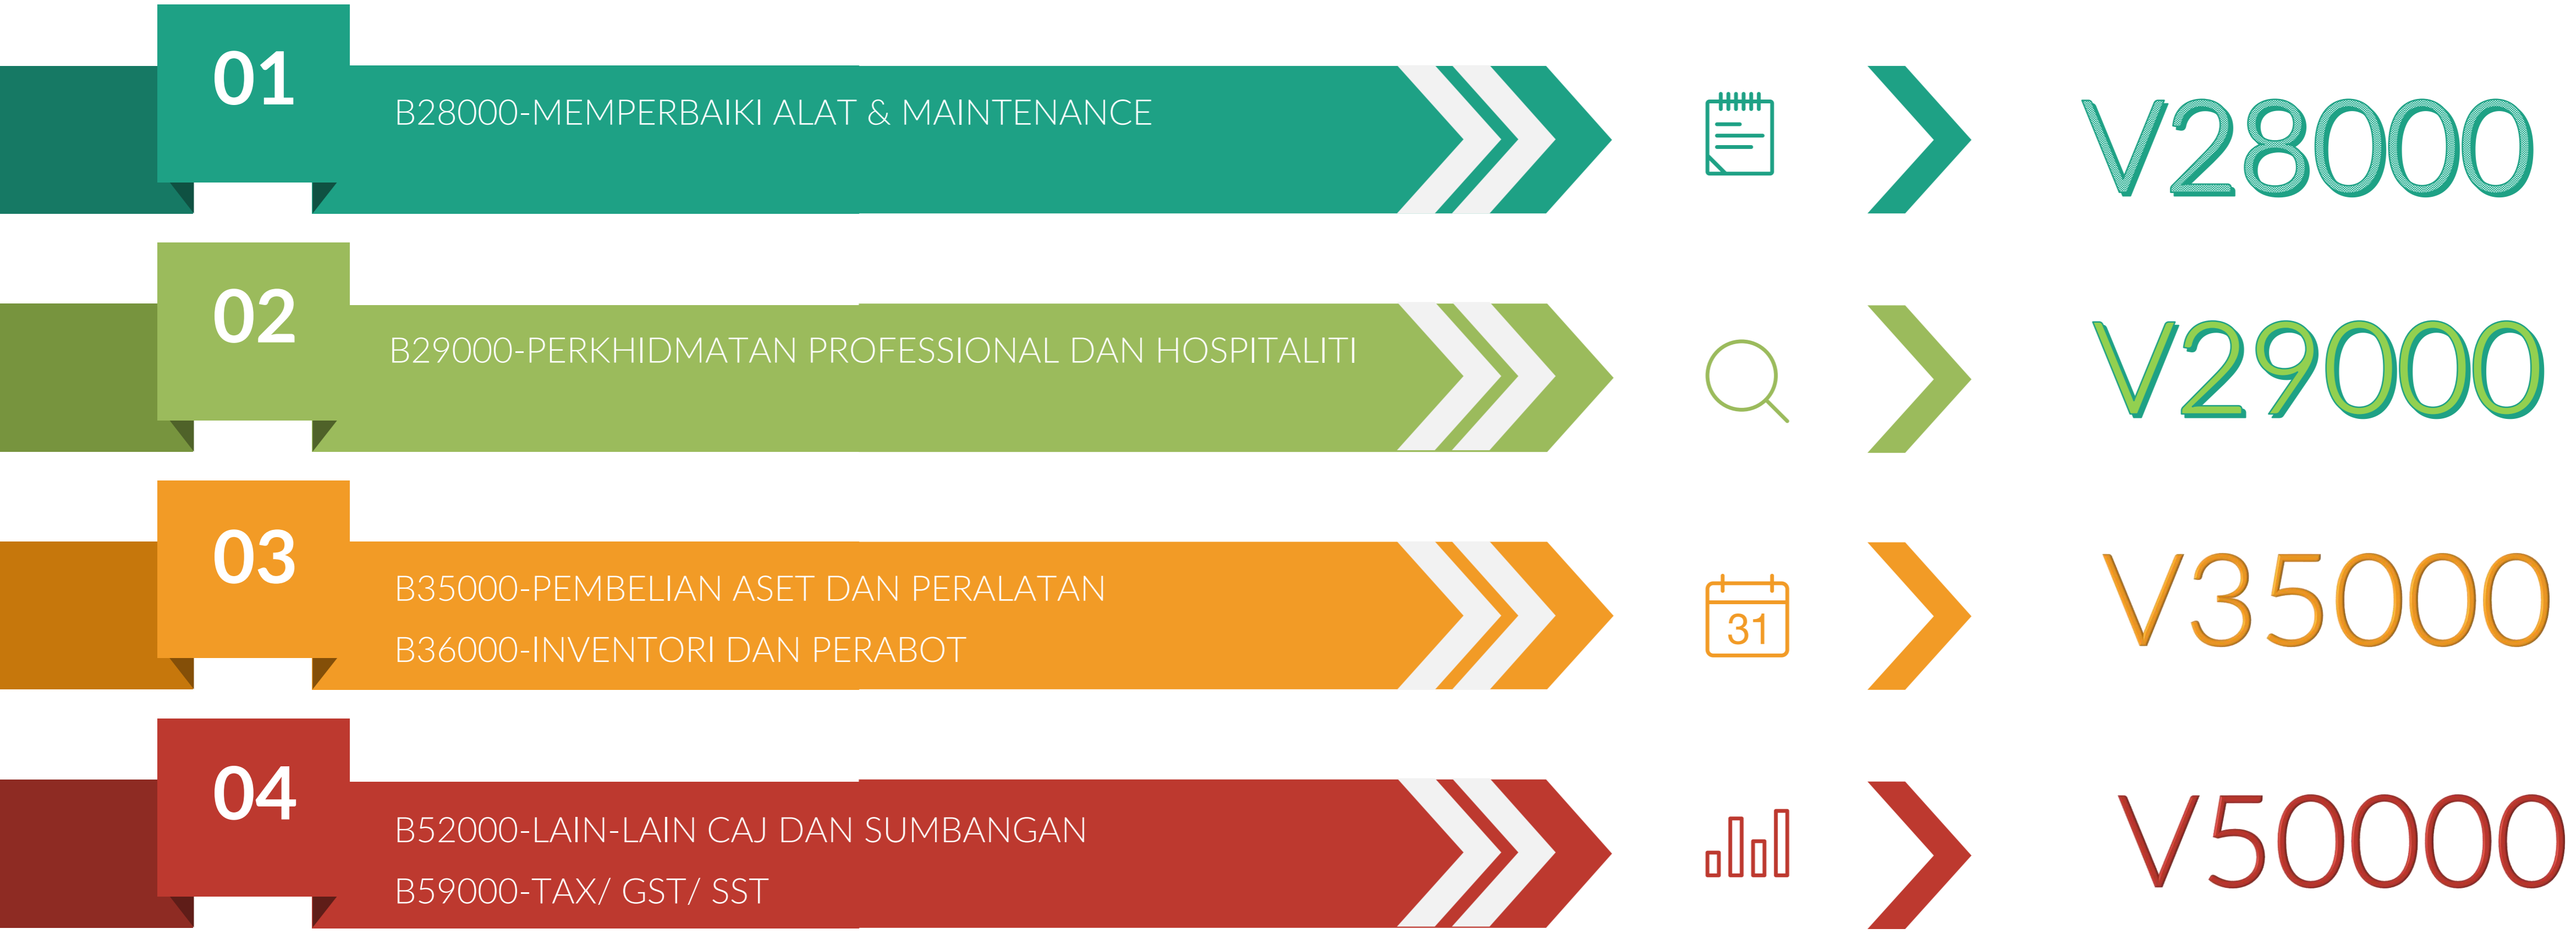 01
B28000-MEMPERBAIKI ALAT & MAINTENANCE
V28000
02
B29000-PERKHIDMATAN PROFESSIONAL DAN HOSPITALITI
V29000
03
B35000-PEMBELIAN ASET DAN PERALATAN
B36000-INVENTORI DAN PERABOT
31
V35000
04
B52000-LAIN-LAIN CAJ DAN SUMBANGAN
B59000-TAX/ GST/ SST
V50000